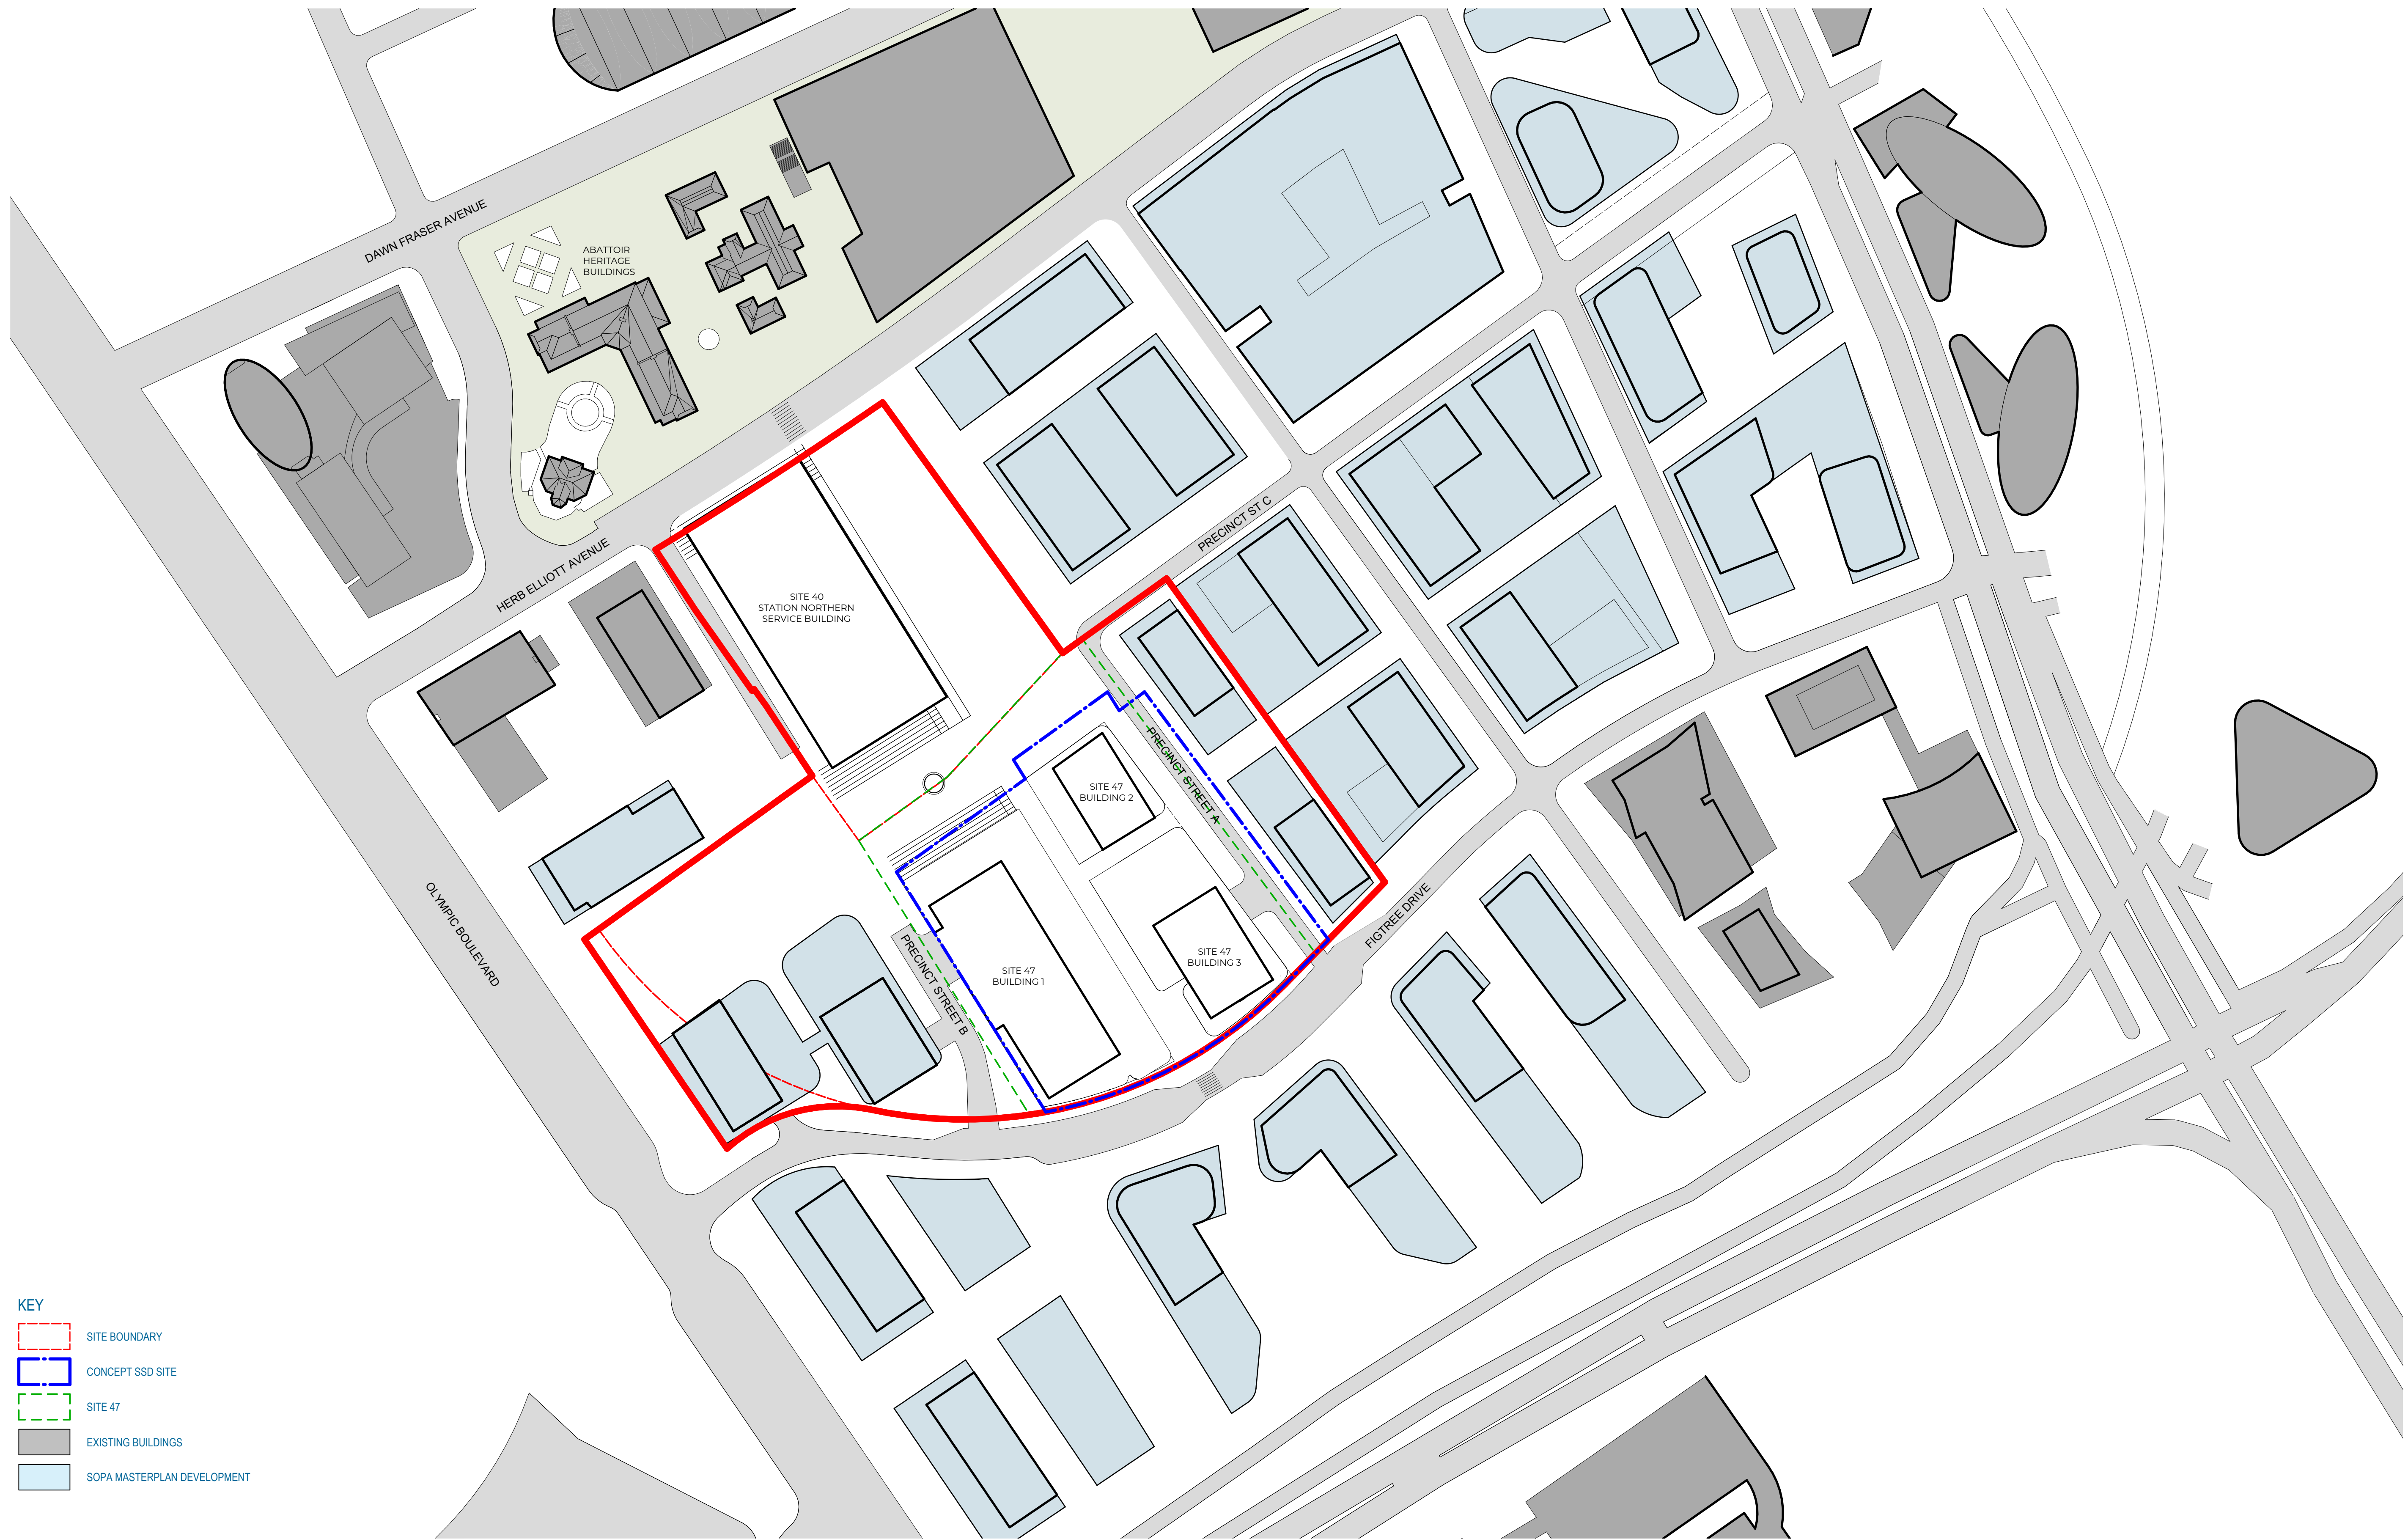 DAWN FRASER AVENUE
ABATTOIR
HERITAGE
BUILDINGS
HERB ELLIOTT AVENUE
PRECINCT ST C
SITE 40
STATION NORTHERN
SERVICE BUILDING
PRECINCT STREET A
SITE 47
BUILDING 2
OLYMPIC BOULEVARD
PRECINCT STREET B
SITE 47
BUILDING 1
SITE 47
BUILDING 3
FIGTREE DRIVE
KEY
SITE BOUNDARY
CONCEPT SSD SITE
SITE 47
EXISTING BUILDINGS
SOPA MASTERPLAN DEVELOPMENT